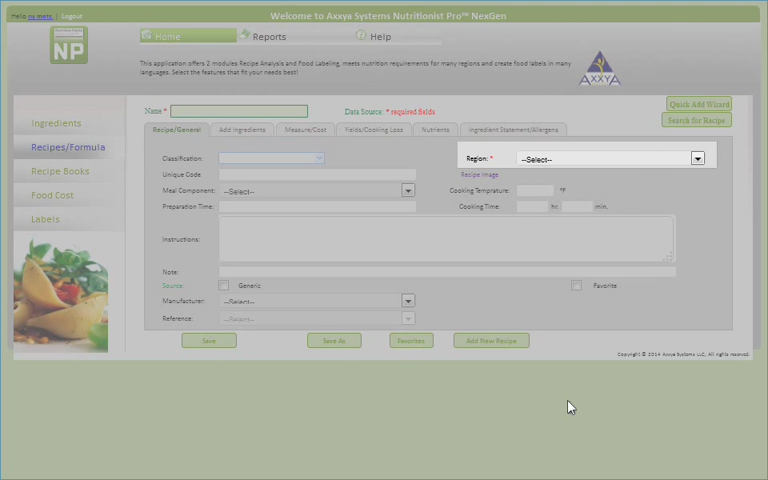 Hello ns mets. | Logout
Welcome to Axxya Systems Nutritionist Pro™ NexGen
NP
Home
Reports
Help
This application offers 2 modules Recipe Analysis and Food Labeling, meets nutrition requirements for many regions and create food labels in many
languages. Select the features that fit your needs best!
AXXYA
Ingredients
Recipes/Formula
Recipe Books
Food Cost
Labels
Name *
Data Source: * required fields
Quick Add Wizard
Search for Recipe
Recipe/General
Add Ingredients
Measure/Cost
Yields/Cooking Loss
Nutrients
Ingredient Statement/Allergens
Classification:
Region: *
--Select--
Unique Code
Recipe Image
Meal Component:
--Select--
Cooking Temprature:
°F
Preparation Time:
Cooking Time:
hr.
min.
Instructions:
Note:
Source:
Generic
Favorite
Manufacturer:
--Select--
Reference:
--Select--
Save
Save As
Favorites
Add New Recipe
Copyright © 2014 Axxya Systems LLC, All rights reserved.